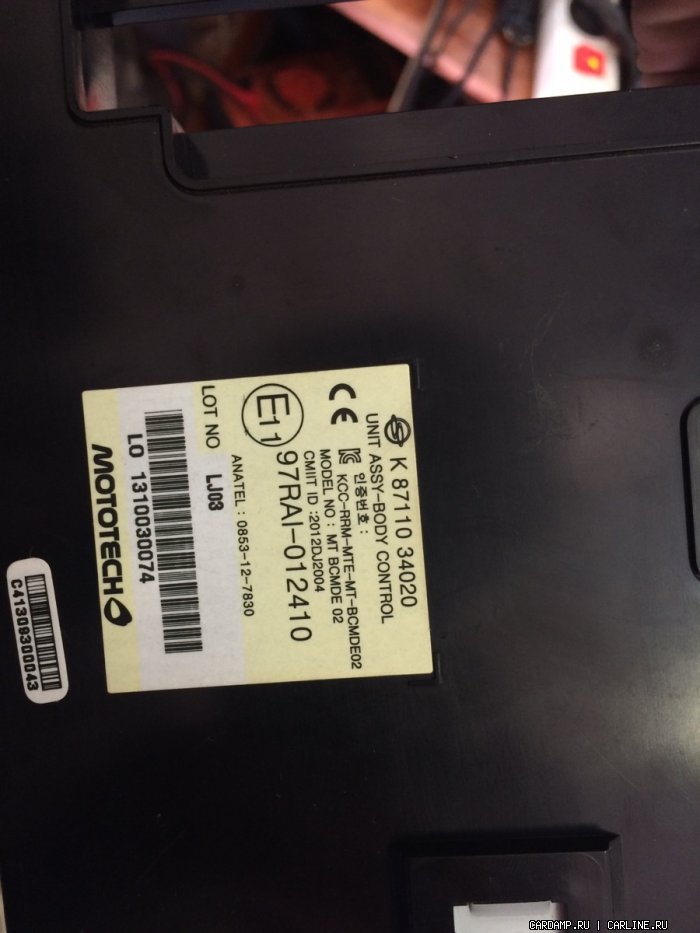 K 87110 34020
UNIT ASSY-BODY CONTROL
CE
인증번호 :
KCC-RRM-MTE-MT-BCMDE02
MODEL NO : MT BCMDE 02
CMIIT ID :2012DJ2004
E11
97RAI-012410
ANATEL : 0853-12-7830
LOT NO LJ03
LO 1310030074
MOTOTECH
C41309300043
CARDAMP.RU | CARLINE.RU